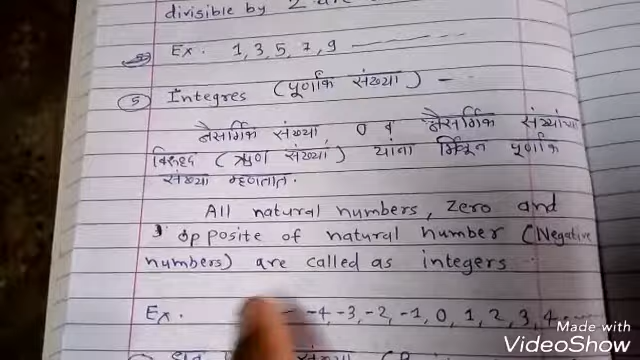 divisible by 2 are
Ex. 1, 3, 5, 7, 9
5 Integres (पूर्णांक संख्या) -
नैसर्गिक संख्या, 0 व नैसर्गिक संख्यांच्या
विरुद्ध (ऋण संख्या) यांना मिळून पूर्णांक
संख्या म्हणतात.
All natural numbers, zero and
opposite of natural number (Negative
numbers) are called as integers
Ex. -4, -3, -2, -1, 0, 1, 2, 3, 4
संख्या
Made with
VideoShow